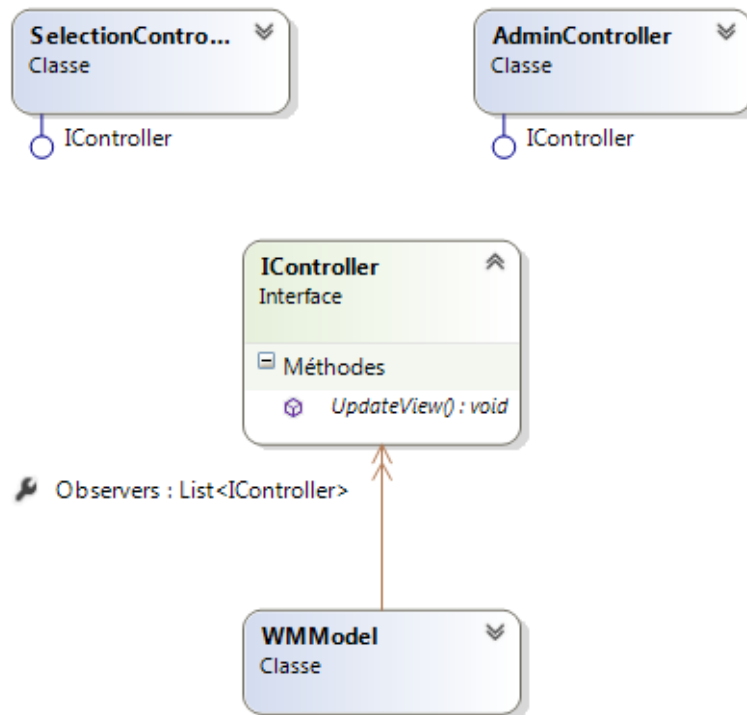 SelectionContro...
Classe
IController
AdminController
Classe
IController
IController
Interface
Méthodes
UpdateView() : void
Observers : List<IController>
WMModel
Classe